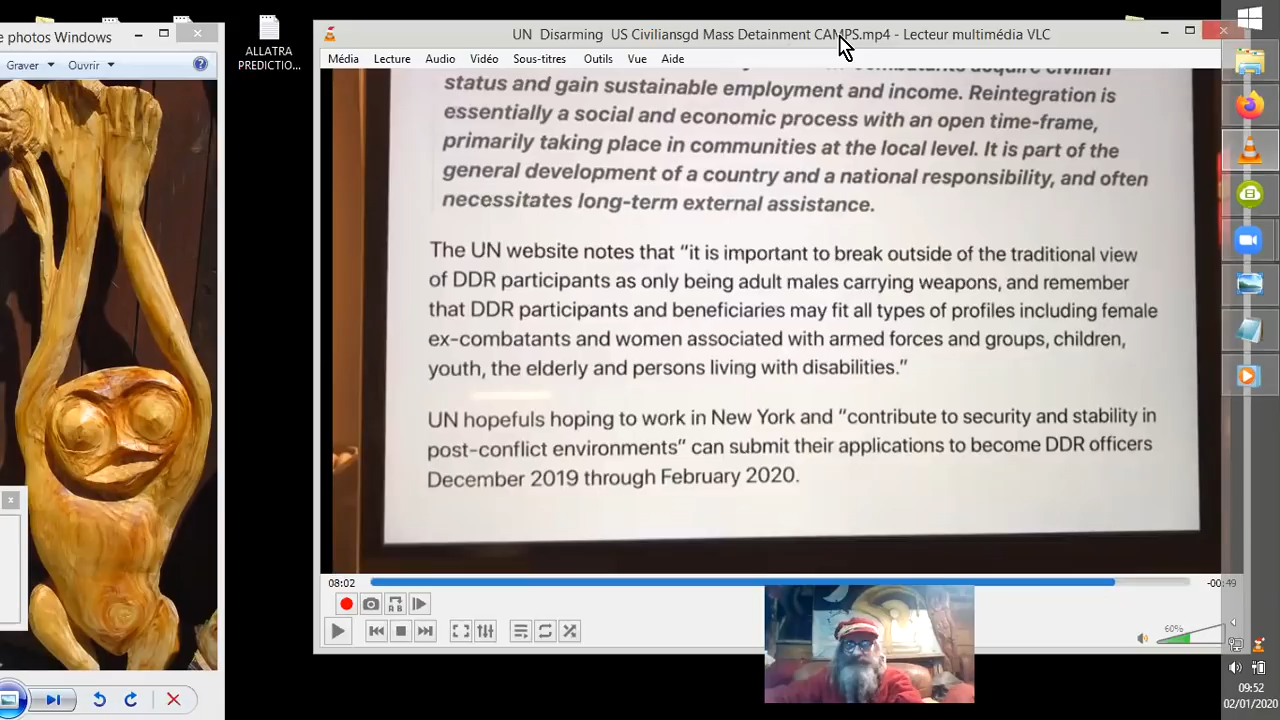 e photos Windows
Graver
Ouvrir
ALLATRA
PREDICTIO...
UN Disarming US Civiliansgd Mass Detainment CAMPS.mp4 - Lecteur multimédia VLC
Média Lecture Audio Vidéo Sous-titres Outils Vue Aide
status and gain sustainable employment and income. Reintegration is
essentially a social and economic process with an open time-frame,
primarily taking place in communities at the local level. It is part of the
general development of a country and a national responsibility, and often
necessitates long-term external assistance.
The UN website notes that “it is important to break outside of the traditional view
of DDR participants as only being adult males carrying weapons, and remember
that DDR participants and beneficiaries may fit all types of profiles including female
ex-combatants and women associated with armed forces and groups, children,
youth, the elderly and persons living with disabilities.”
UN hopefuls hoping to work in New York and “contribute to security and stability in
post-conflict environments” can submit their applications to become DDR officers
December 2019 through February 2020.
08:02
-00:49
60%
09:52
02/01/2020